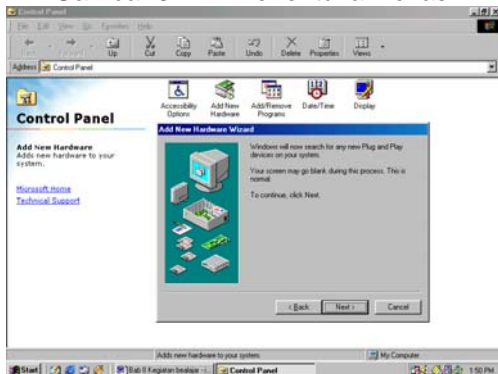 Control Panel
File Edit View Go Favorites Help
Up Cut Copy Paste Undo Delete Properties Views
Address Control Panel
Control Panel
Add New Hardware
Adds new hardware to your
system.
Microsoft Home
Technical Support
Accessibility
Options
Add New
Hardware
Add/Remove
Programs
Date/Time
Display
Add New Hardware Wizard
Windows will now search for any new Plug and Play
devices on your system.
Your screen may go blank during this process. This is
normal.
To continue, click Next.
< Back Next > Cancel
Adds new hardware to your system. My Computer
Start Control Panel 1:50 PM